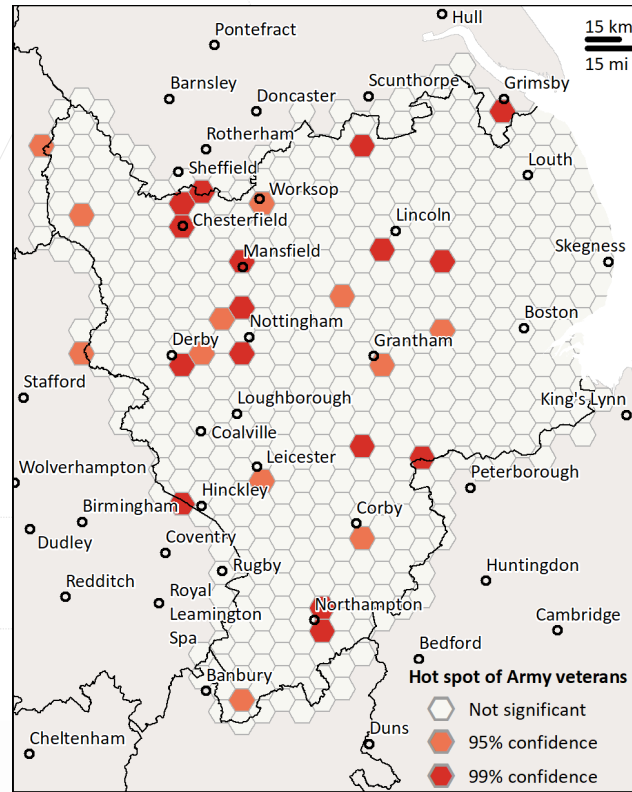 Hull
Pontefract
15 km
15 mi
Barnsley
Scunthorpe
Grimsby
Doncaster
Rotherham
Sheffield
Louth
Worksop
Chesterfield
Lincoln
Mansfield
Skegness
Nottingham
Boston
Derby
Grantham
Stafford
Loughborough
King's Lynn
Coalville
Leicester
Wolverhampton
Peterborough
Hinckley
Birmingham
Corby
Dudley
Coventry
Rugby
Huntingdon
Redditch
Royal
Leamington
Spa
Northampton
Cambridge
Bedford
Banbury
Hot spot of Army veterans
Not significant
Duns
95% confidence
Cheltenham
99% confidence